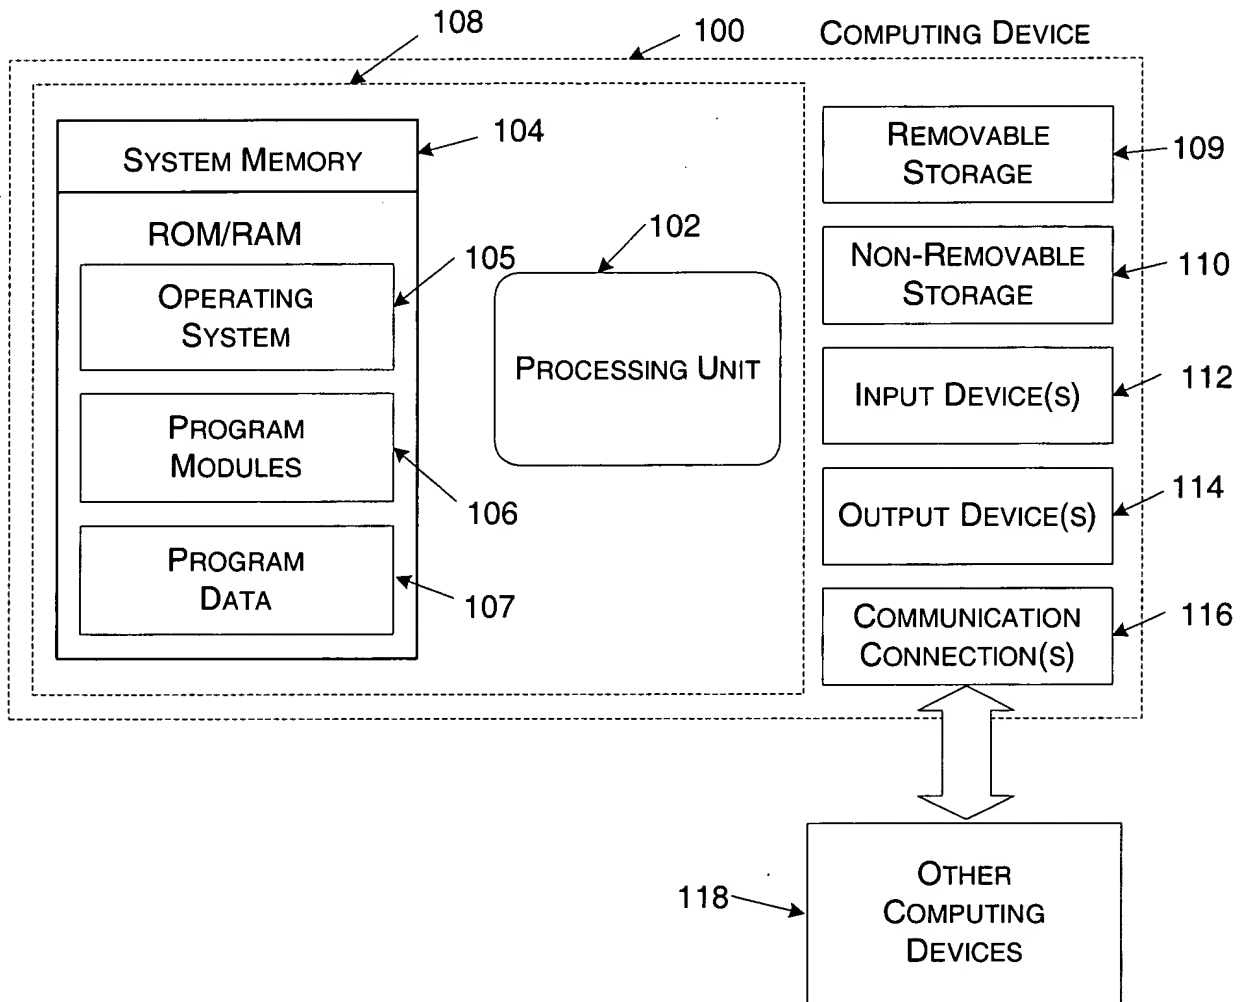 108
100
COMPUTING DEVICE
104
SYSTEM MEMORY
ROM/RAM
105
OPERATING
SYSTEM
PROGRAM
MODULES
106
PROGRAM
DATA
107
102
PROCESSING UNIT
REMOVABLE
STORAGE
109
NON-REMOVABLE
STORAGE
110
INPUT DEVICE(S)
112
OUTPUT DEVICE(S)
114
COMMUNICATION
CONNECTION(S)
116
118
OTHER
COMPUTING
DEVICES